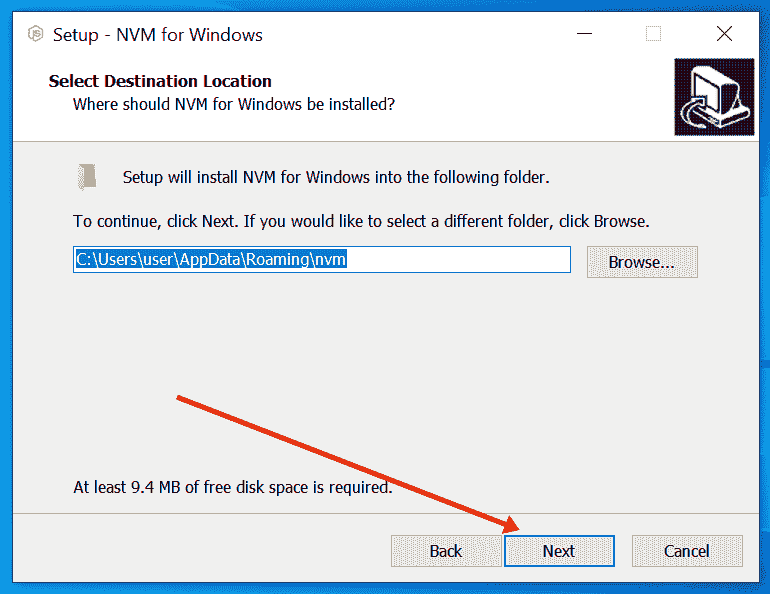 Setup - NVM for Windows
Select Destination Location
Where should NVM for Windows be installed?
Setup will install NVM for Windows into the following folder.
To continue, click Next. If you would like to select a different folder, click Browse.
C:\Users\user\AppData\Roaming\nvm
Browse...
At least 9.4 MB of free disk space is required.
Back
Next
Cancel